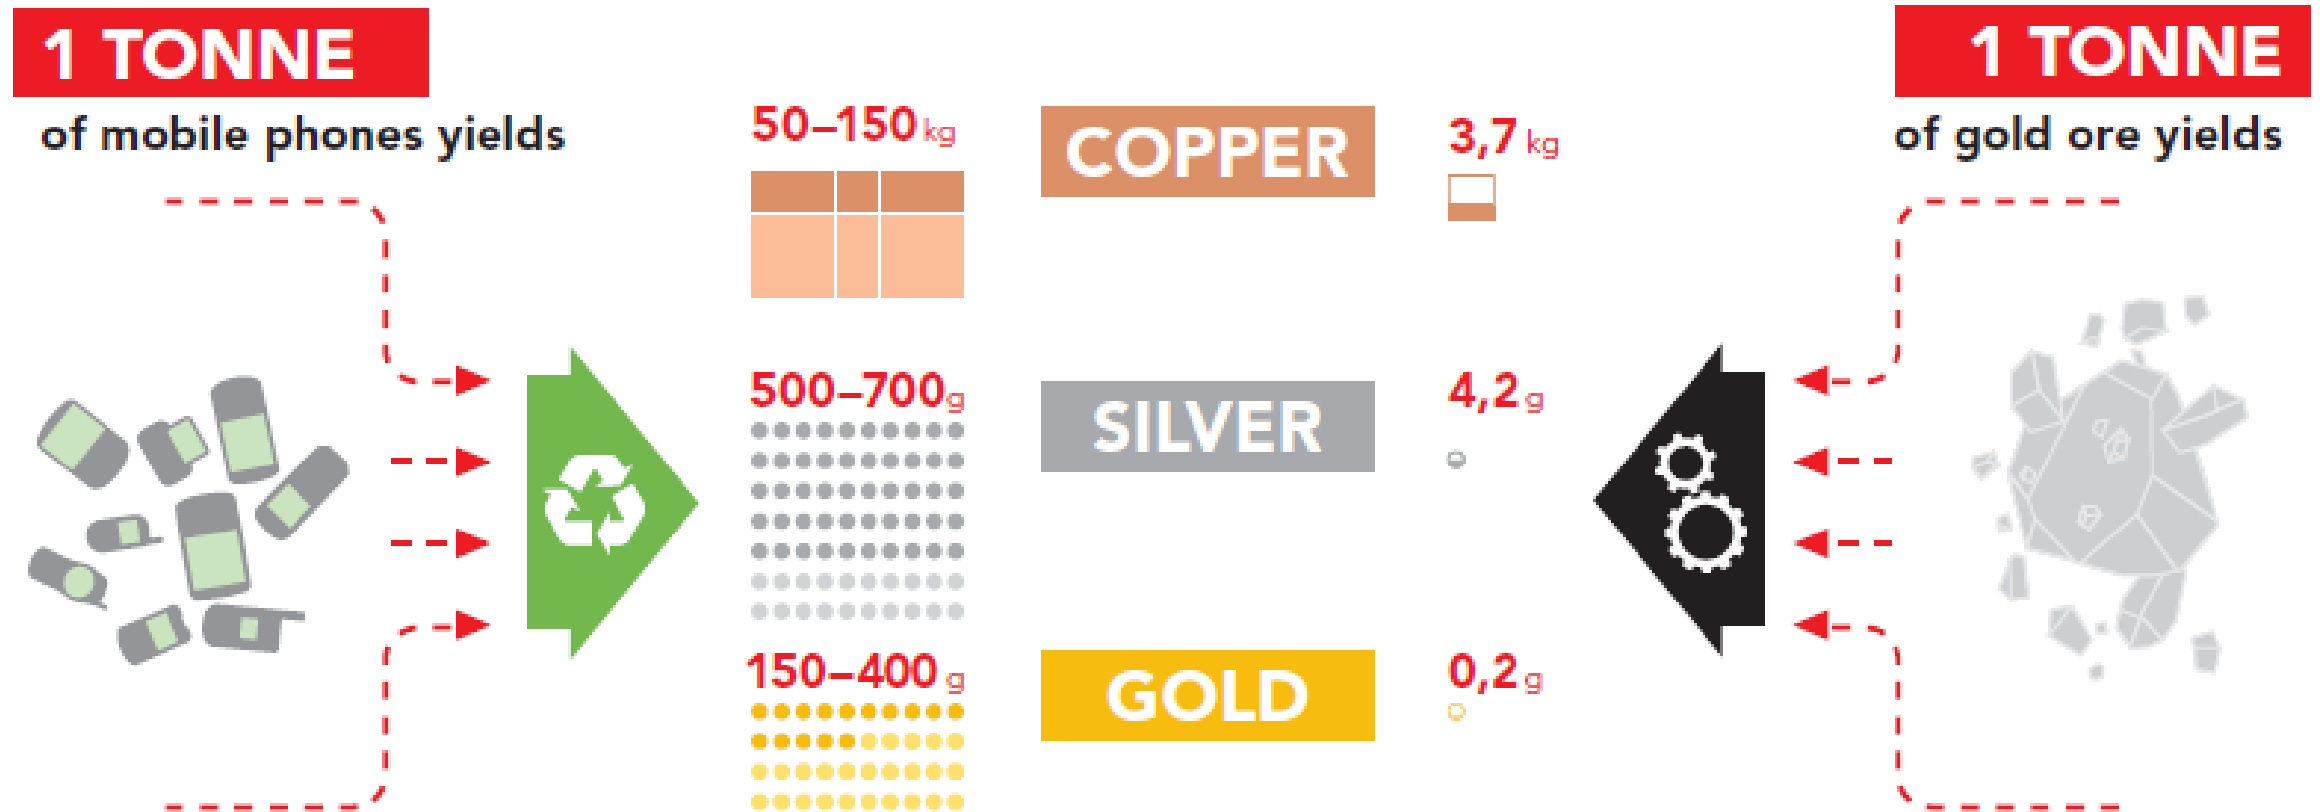 1 TONNE
of mobile phones yields
50–150 kg
COPPER
3,7 kg
500–700 g
SILVER
4,2 g
150–400 g
GOLD
0,2 g
1 TONNE
of gold ore yields